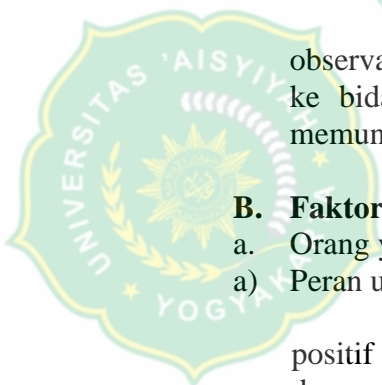 UNIVERSITAS 'AISYIYAH
YOGYAKARTA
observa
ke bida
memun
B. Faktor
a. Orang y
a) Peran u
positif